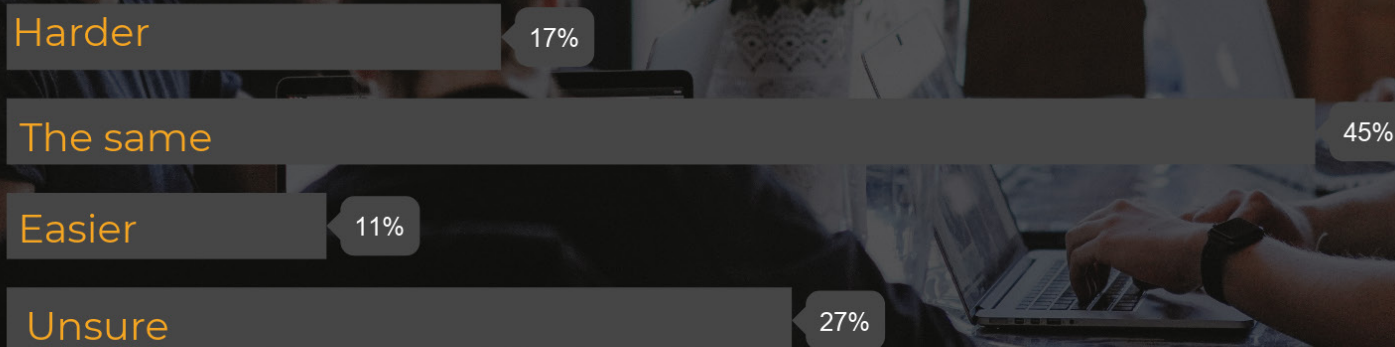 Harder
17%
The same
45%
Easier
11%
Unsure
27%